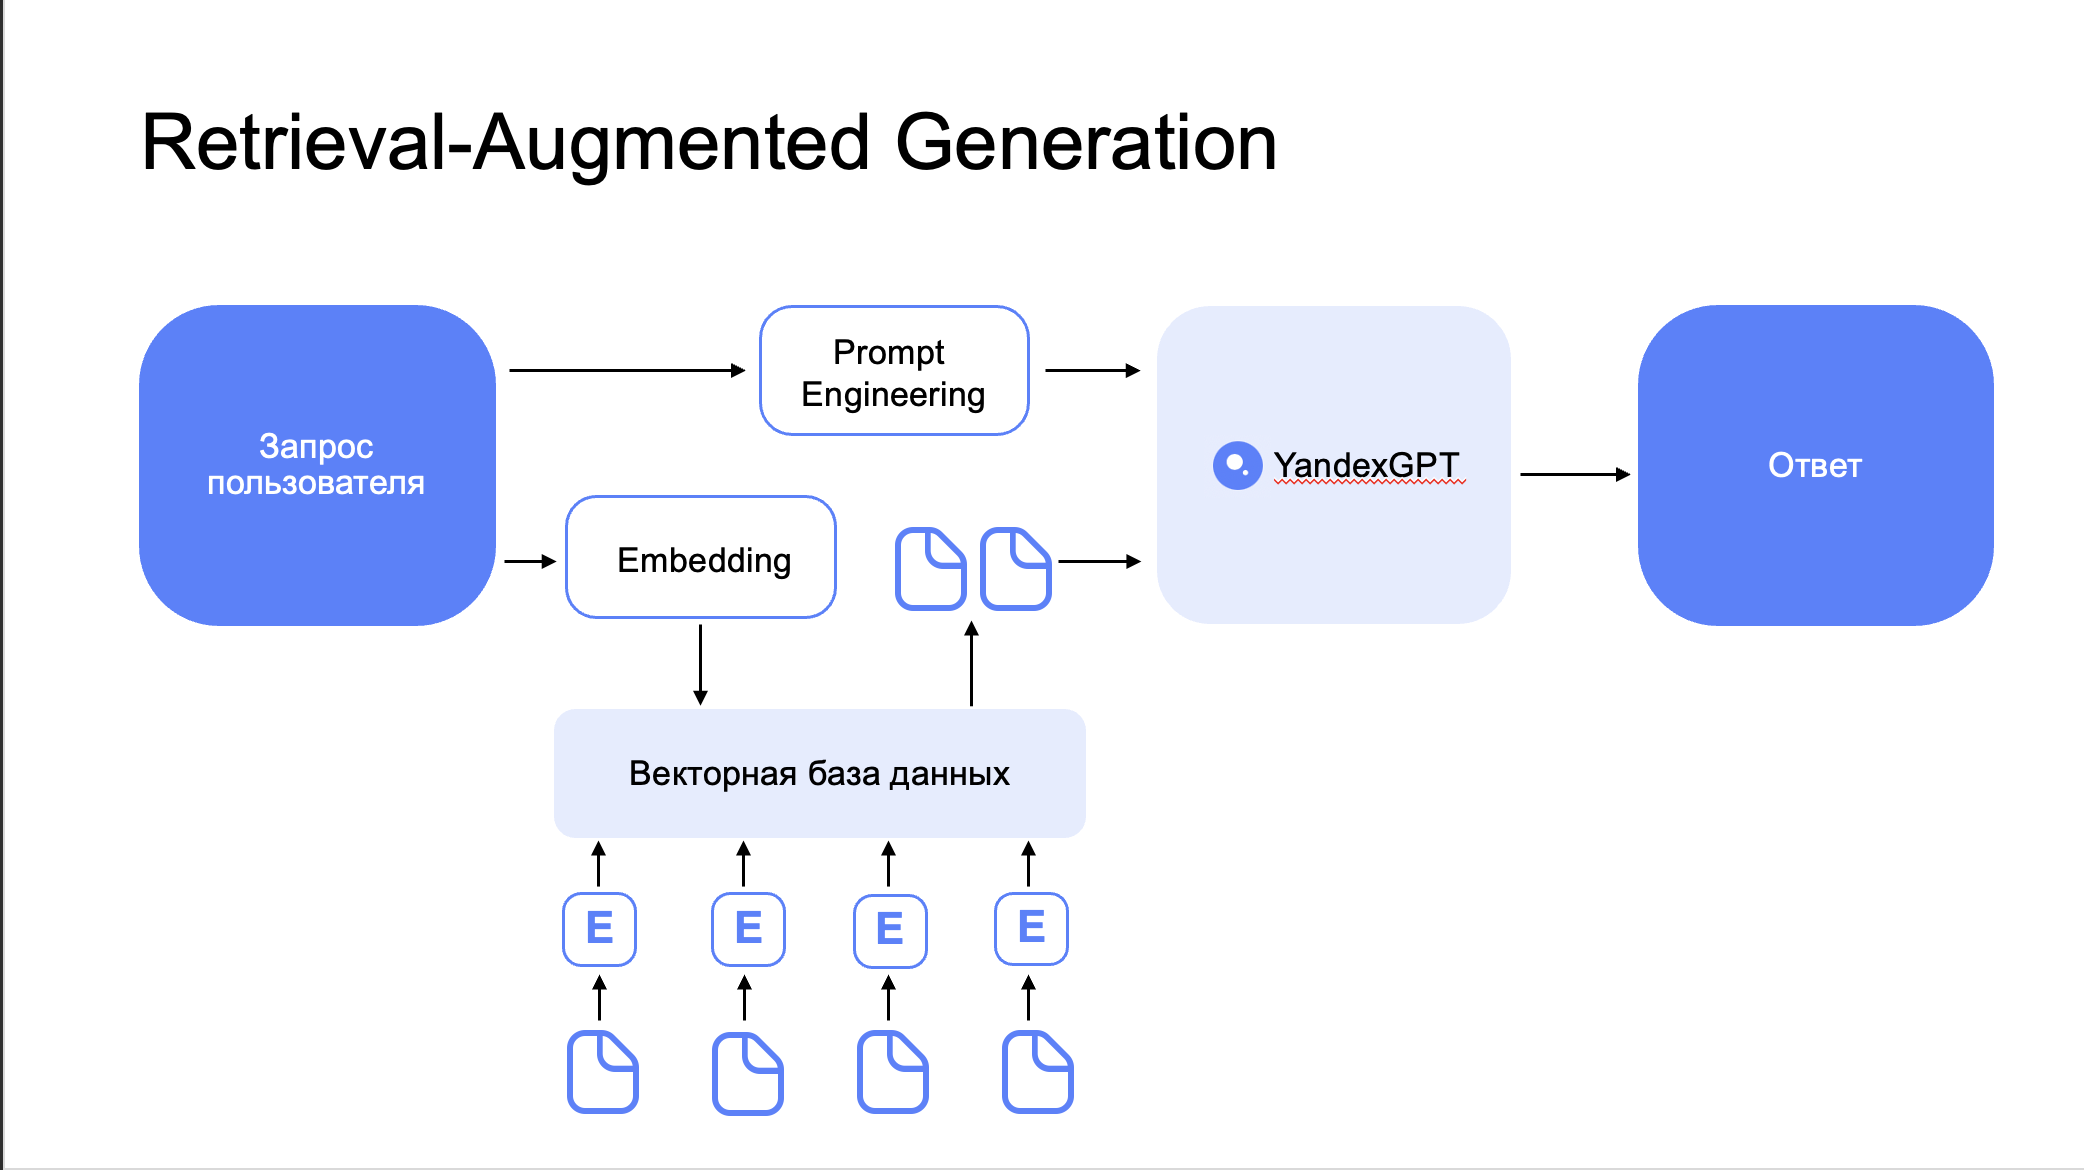 Retrieval-Augmented Generation
Запрос
пользователя
Prompt
Engineering
YandexGPT
Ответ
Embedding
Векторная база данных
E
E
E
E